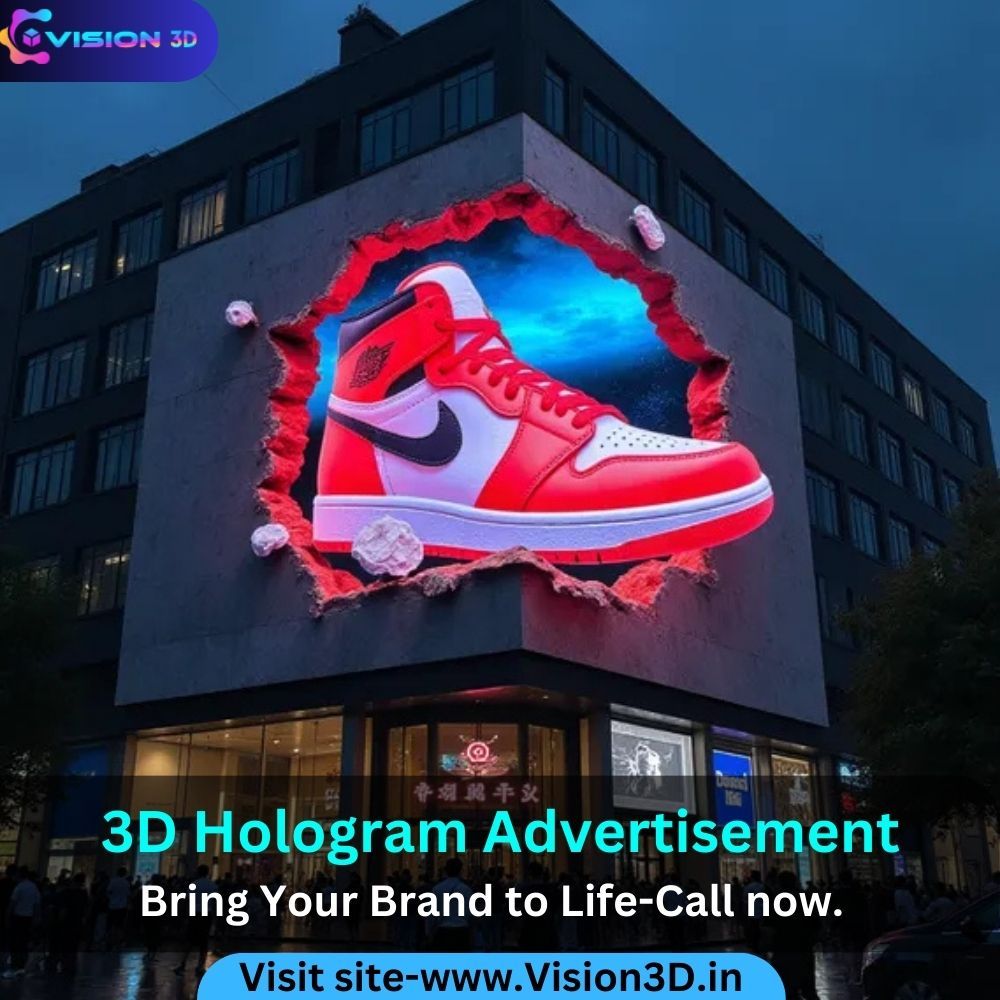 VISION 3D
3D Hologram Advertisement
Bring Your Brand to Life-Call now.
Visit site-www.Vision3D.in